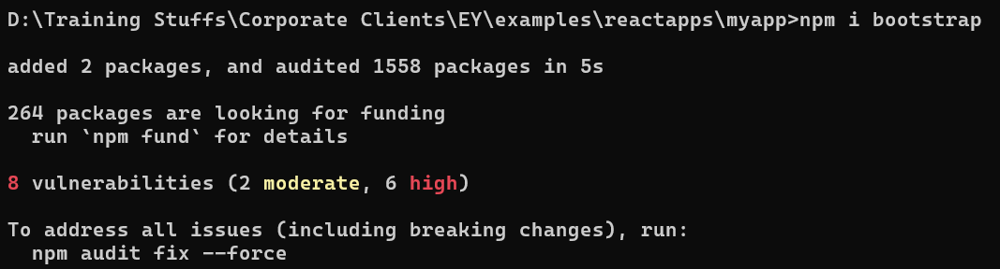 D:\Training Stuffs\Corporate Clients\EY\examples\reactapps\myapp>npm i bootstrap
added 2 packages, and audited 1558 packages in 5s
264 packages are looking for funding
  run `npm fund` for details
8 vulnerabilities (2 moderate, 6 high)
To address all issues (including breaking changes), run:
  npm audit fix --force